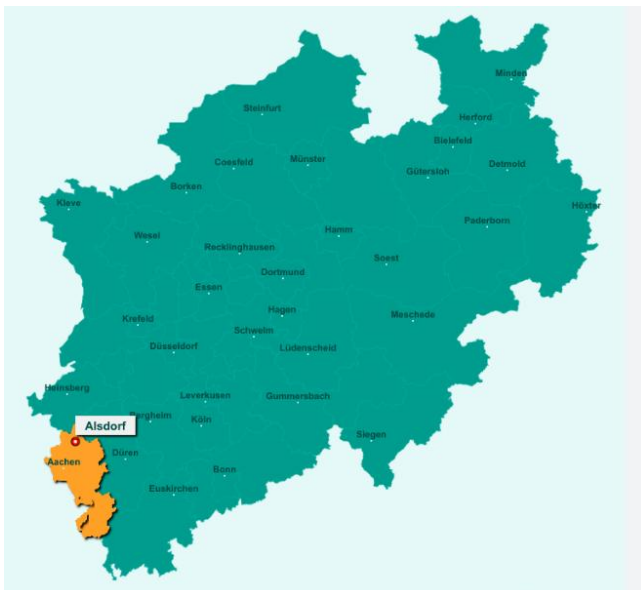 Minden
Steinfurt
Herford
Bielefeld
Münster
Coesfeld
Detmold
Gütersloh
Borken
Kleve
Höxter
Paderborn
Hamm
Wesel
Recklinghausen
Soest
Dortmund
Essen
Hagen
Meschede
Krefeld
Schwelm
Düsseldorf
Lüdenscheid
Heinsberg
Leverkusen
Gummersbach
Bergheim
Köln
Alsdorf
Siegen
Düren
Aachen
Bonn
Euskirchen